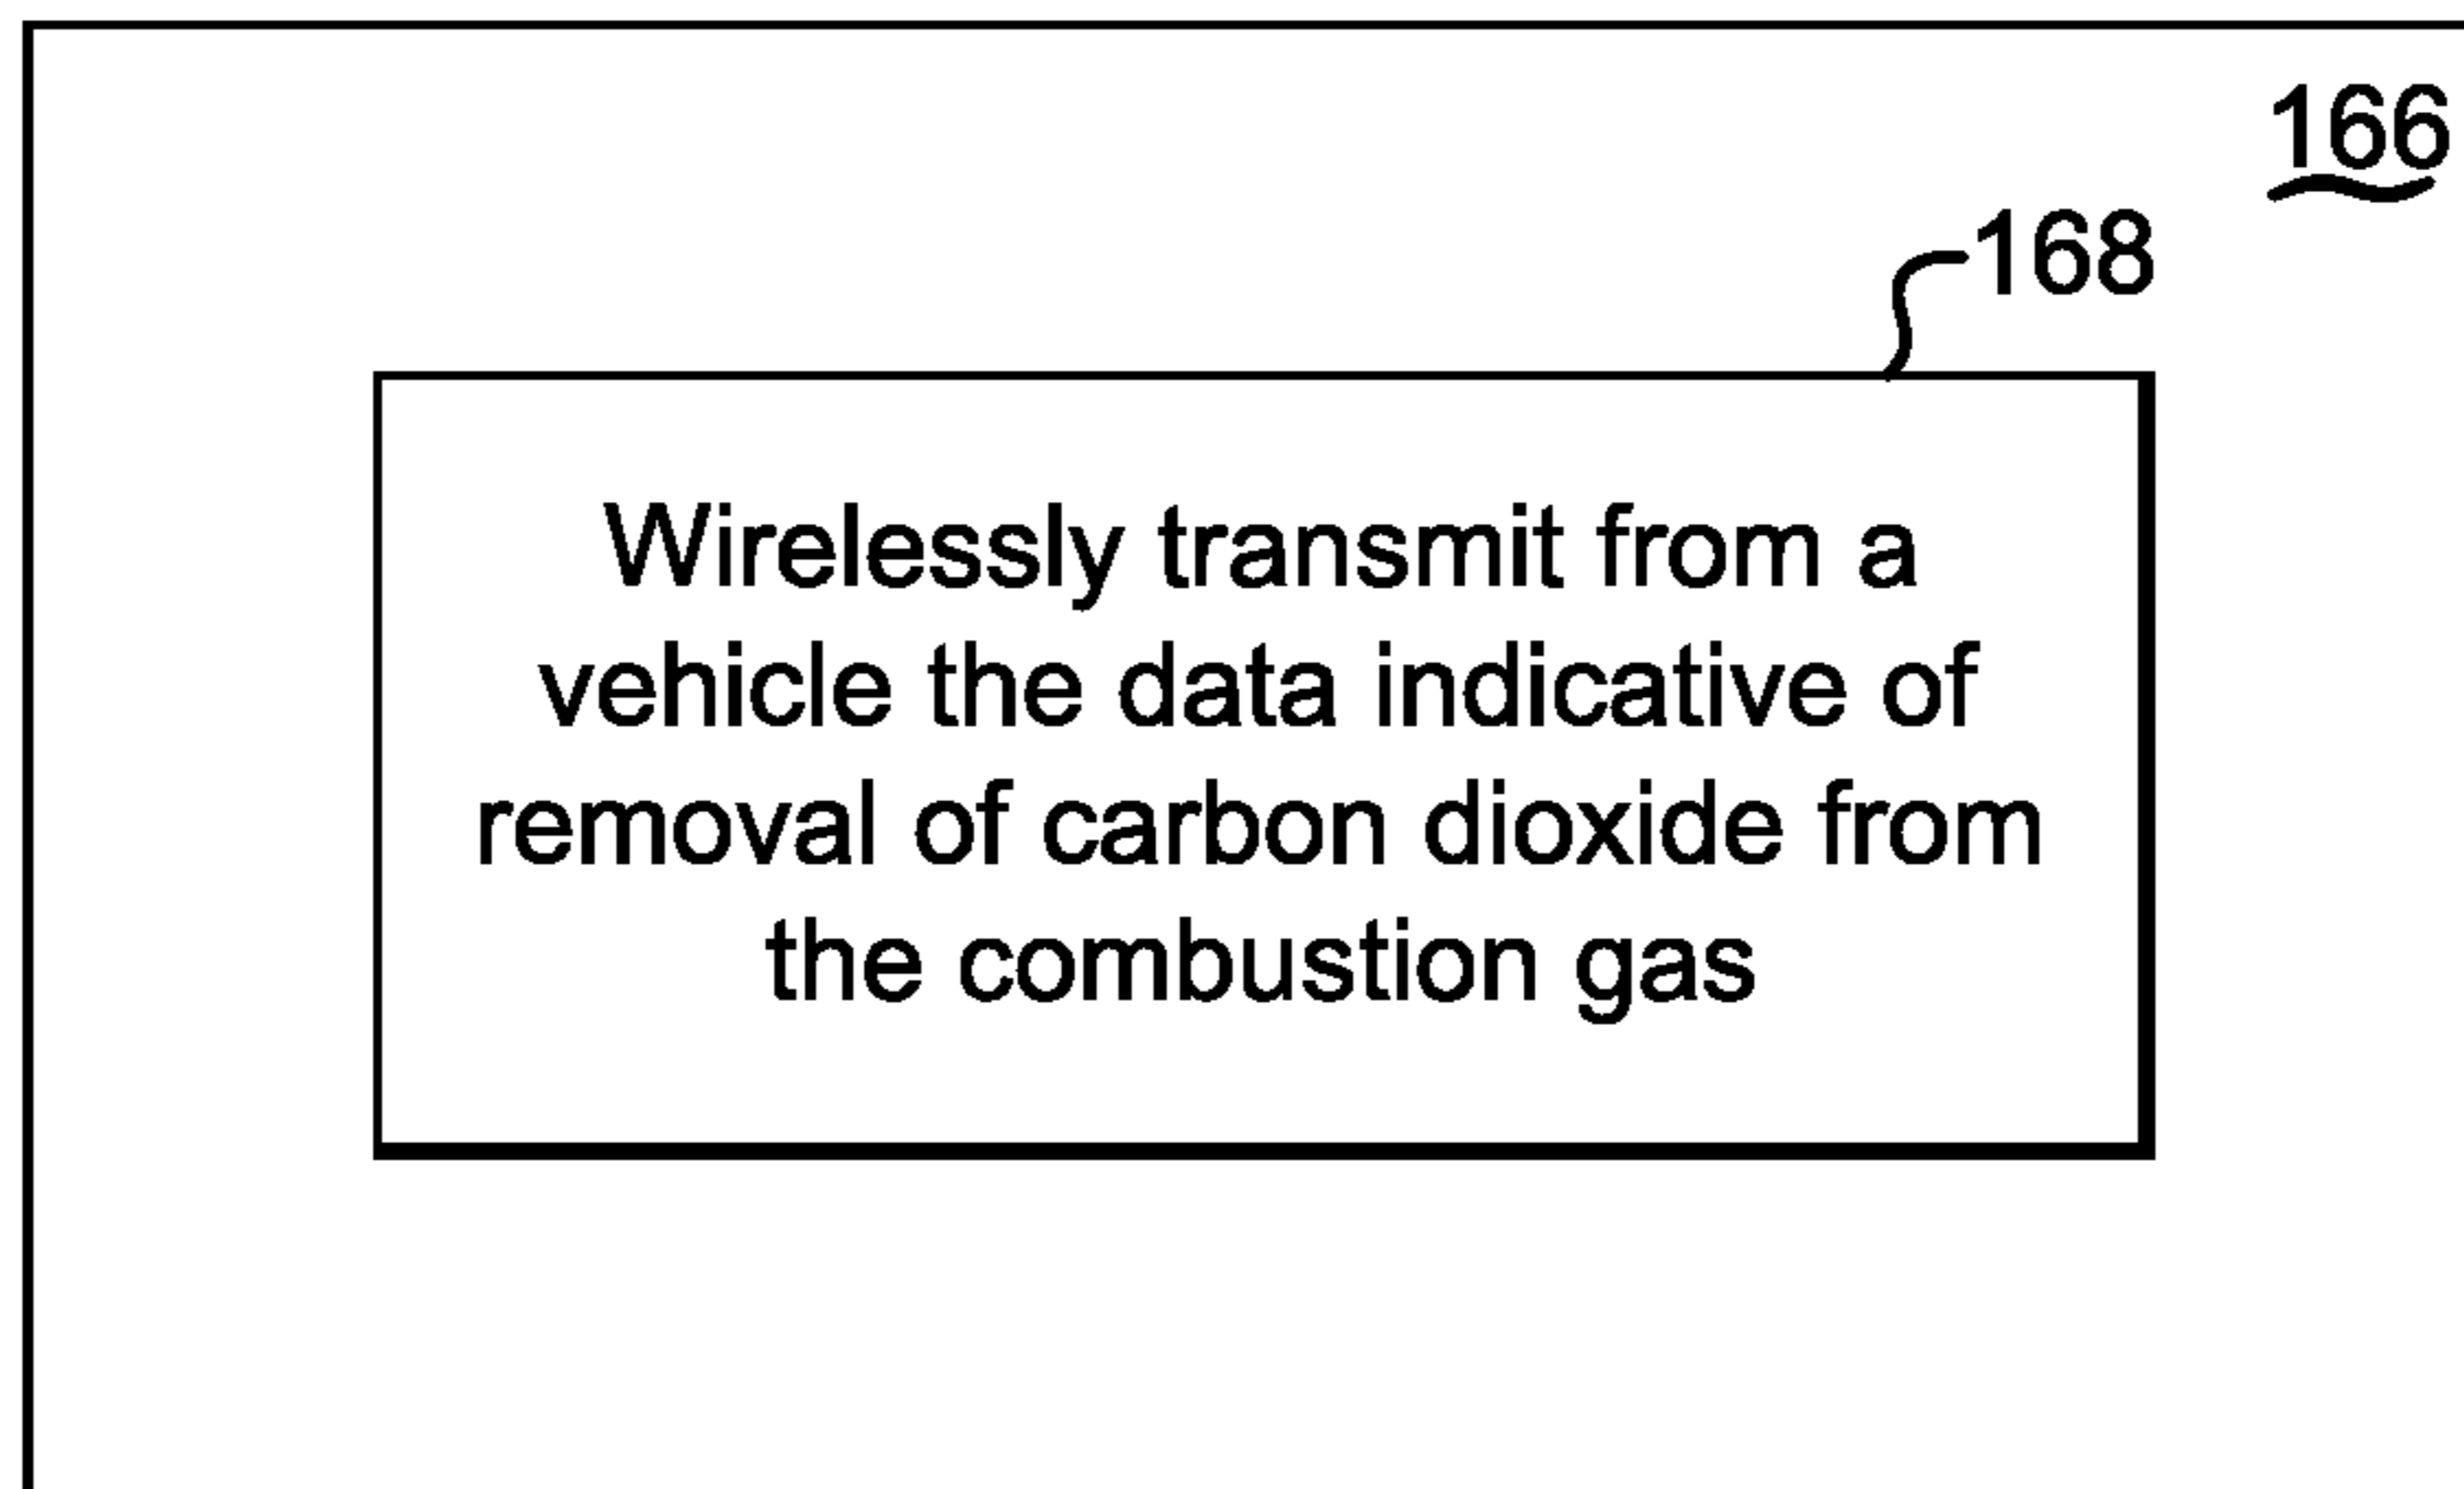 166
168
Wirelessly transmit from a
vehicle the data indicative of
removal of carbon dioxide from
the combustion gas